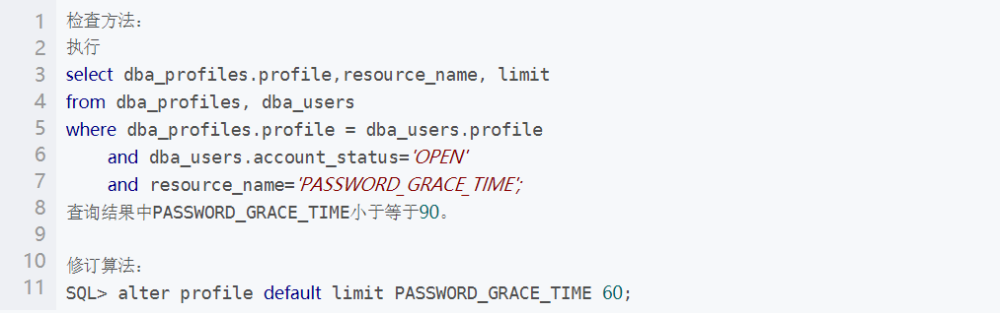 1 检查方法:
2 执行
3 select dba_profiles.profile,resource_name, limit
4 from dba_profiles, dba_users
5 where dba_profiles.profile = dba_users.profile
6     and dba_users.account_status='OPEN'
7     and resource_name='PASSWORD_GRACE_TIME';
8 查询结果中PASSWORD_GRACE_TIME小于等于90。
9
10 修订算法:
11 SQL> alter profile default limit PASSWORD_GRACE_TIME 60;